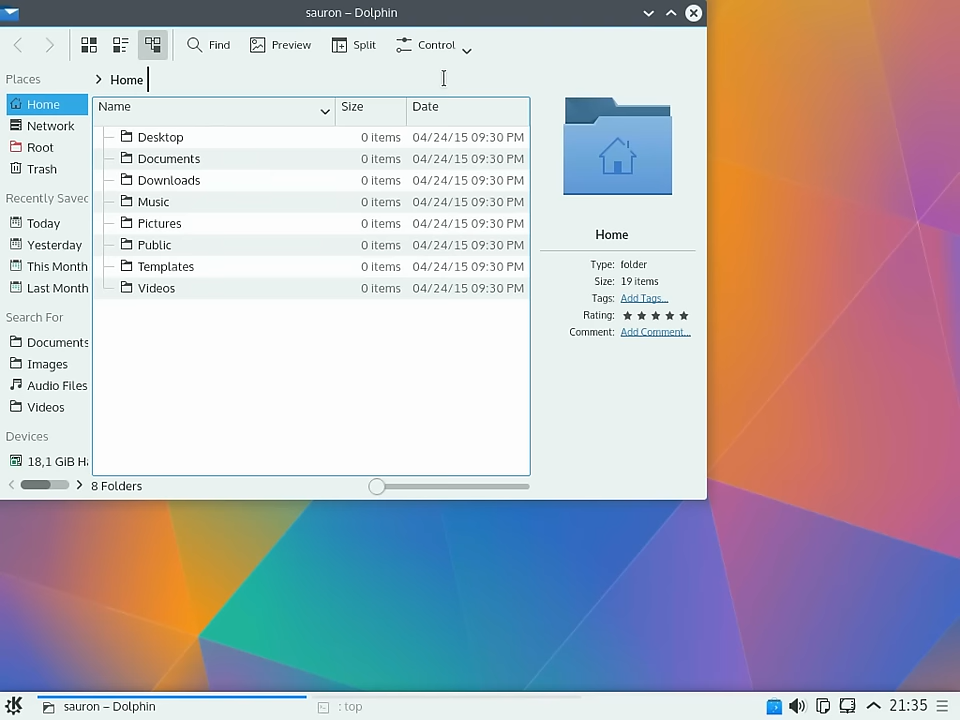 sauron – Dolphin
Find Preview Split Control
Places
Home
Network
Root
Trash
Recently Saved
Today
Yesterday
This Month
Last Month
Search For
Documents
Images
Audio Files
Videos
Devices
18,1 GiB Ha
Home
Name Size Date
Desktop 0 items 04/24/15 09:30 PM
Documents 0 items 04/24/15 09:30 PM
Downloads 0 items 04/24/15 09:30 PM
Music 0 items 04/24/15 09:30 PM
Pictures 0 items 04/24/15 09:30 PM
Public 0 items 04/24/15 09:30 PM
Templates 0 items 04/24/15 09:30 PM
Videos 0 items 04/24/15 09:30 PM
8 Folders
Home
Type: folder
Size: 19 items
Tags: Add Tags...
Rating: ★ ★ ★ ★ ★
Comment: Add Comment...
sauron – Dolphin
: top
21:35